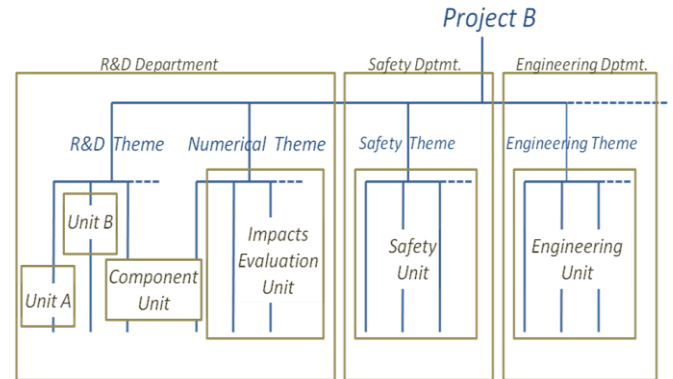 Project B
R&D Department
Safety Dptmt.
Engineering Dptmt.
R&D Theme
Numerical Theme
Safety Theme
Engineering Theme
Unit B
Unit A
Component
Unit
Impacts
Evaluation
Unit
Safety
Unit
Engineering
Unit